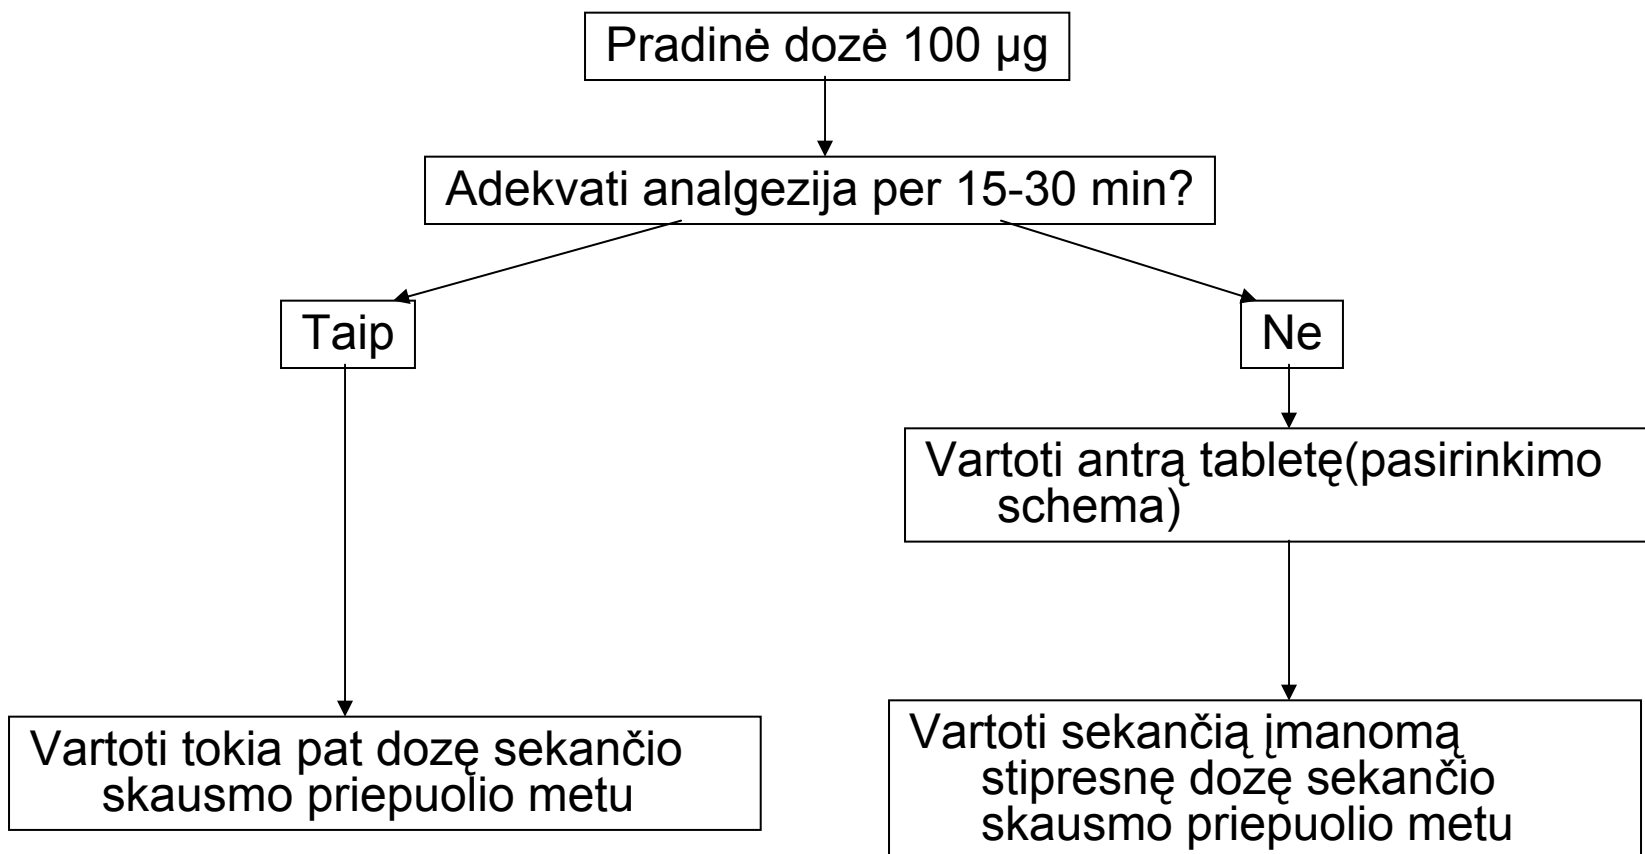 Pradinė dozė 100 µg
Adekvati analgezija per 15-30 min?
Taip
Ne
Vartoti antrą tabletę(pasirinkimo
schema)
Vartoti tokia pat dozę sekančio
skausmo priepuolio metu
Vartoti sekančią įmanomą
stipresnę dozę sekančio
skausmo priepuolio metu